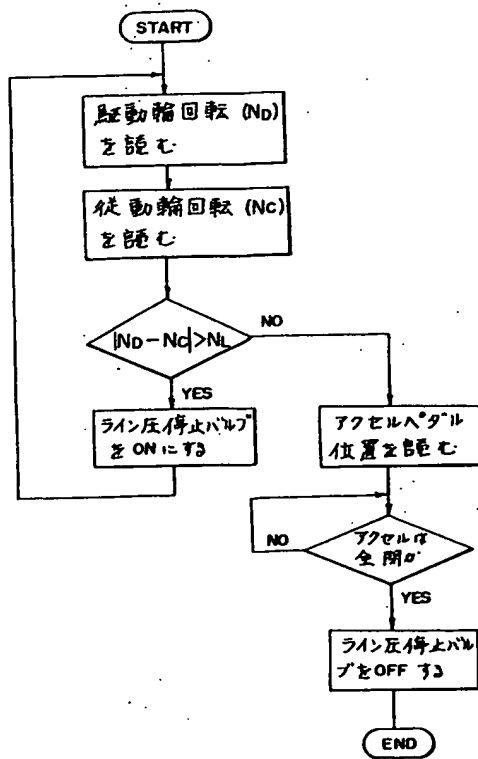 START
駆動輪回転 (ND)
を読む
従動輪回転 (NC)
を読む
|ND-NC|>NL
NO
YES
ライン圧停止バルブ
をONにする
アクセルペダル
位置を読む
NO
アクセルは
全閉か
YES
ライン圧停止バル
ブをOFFする
END